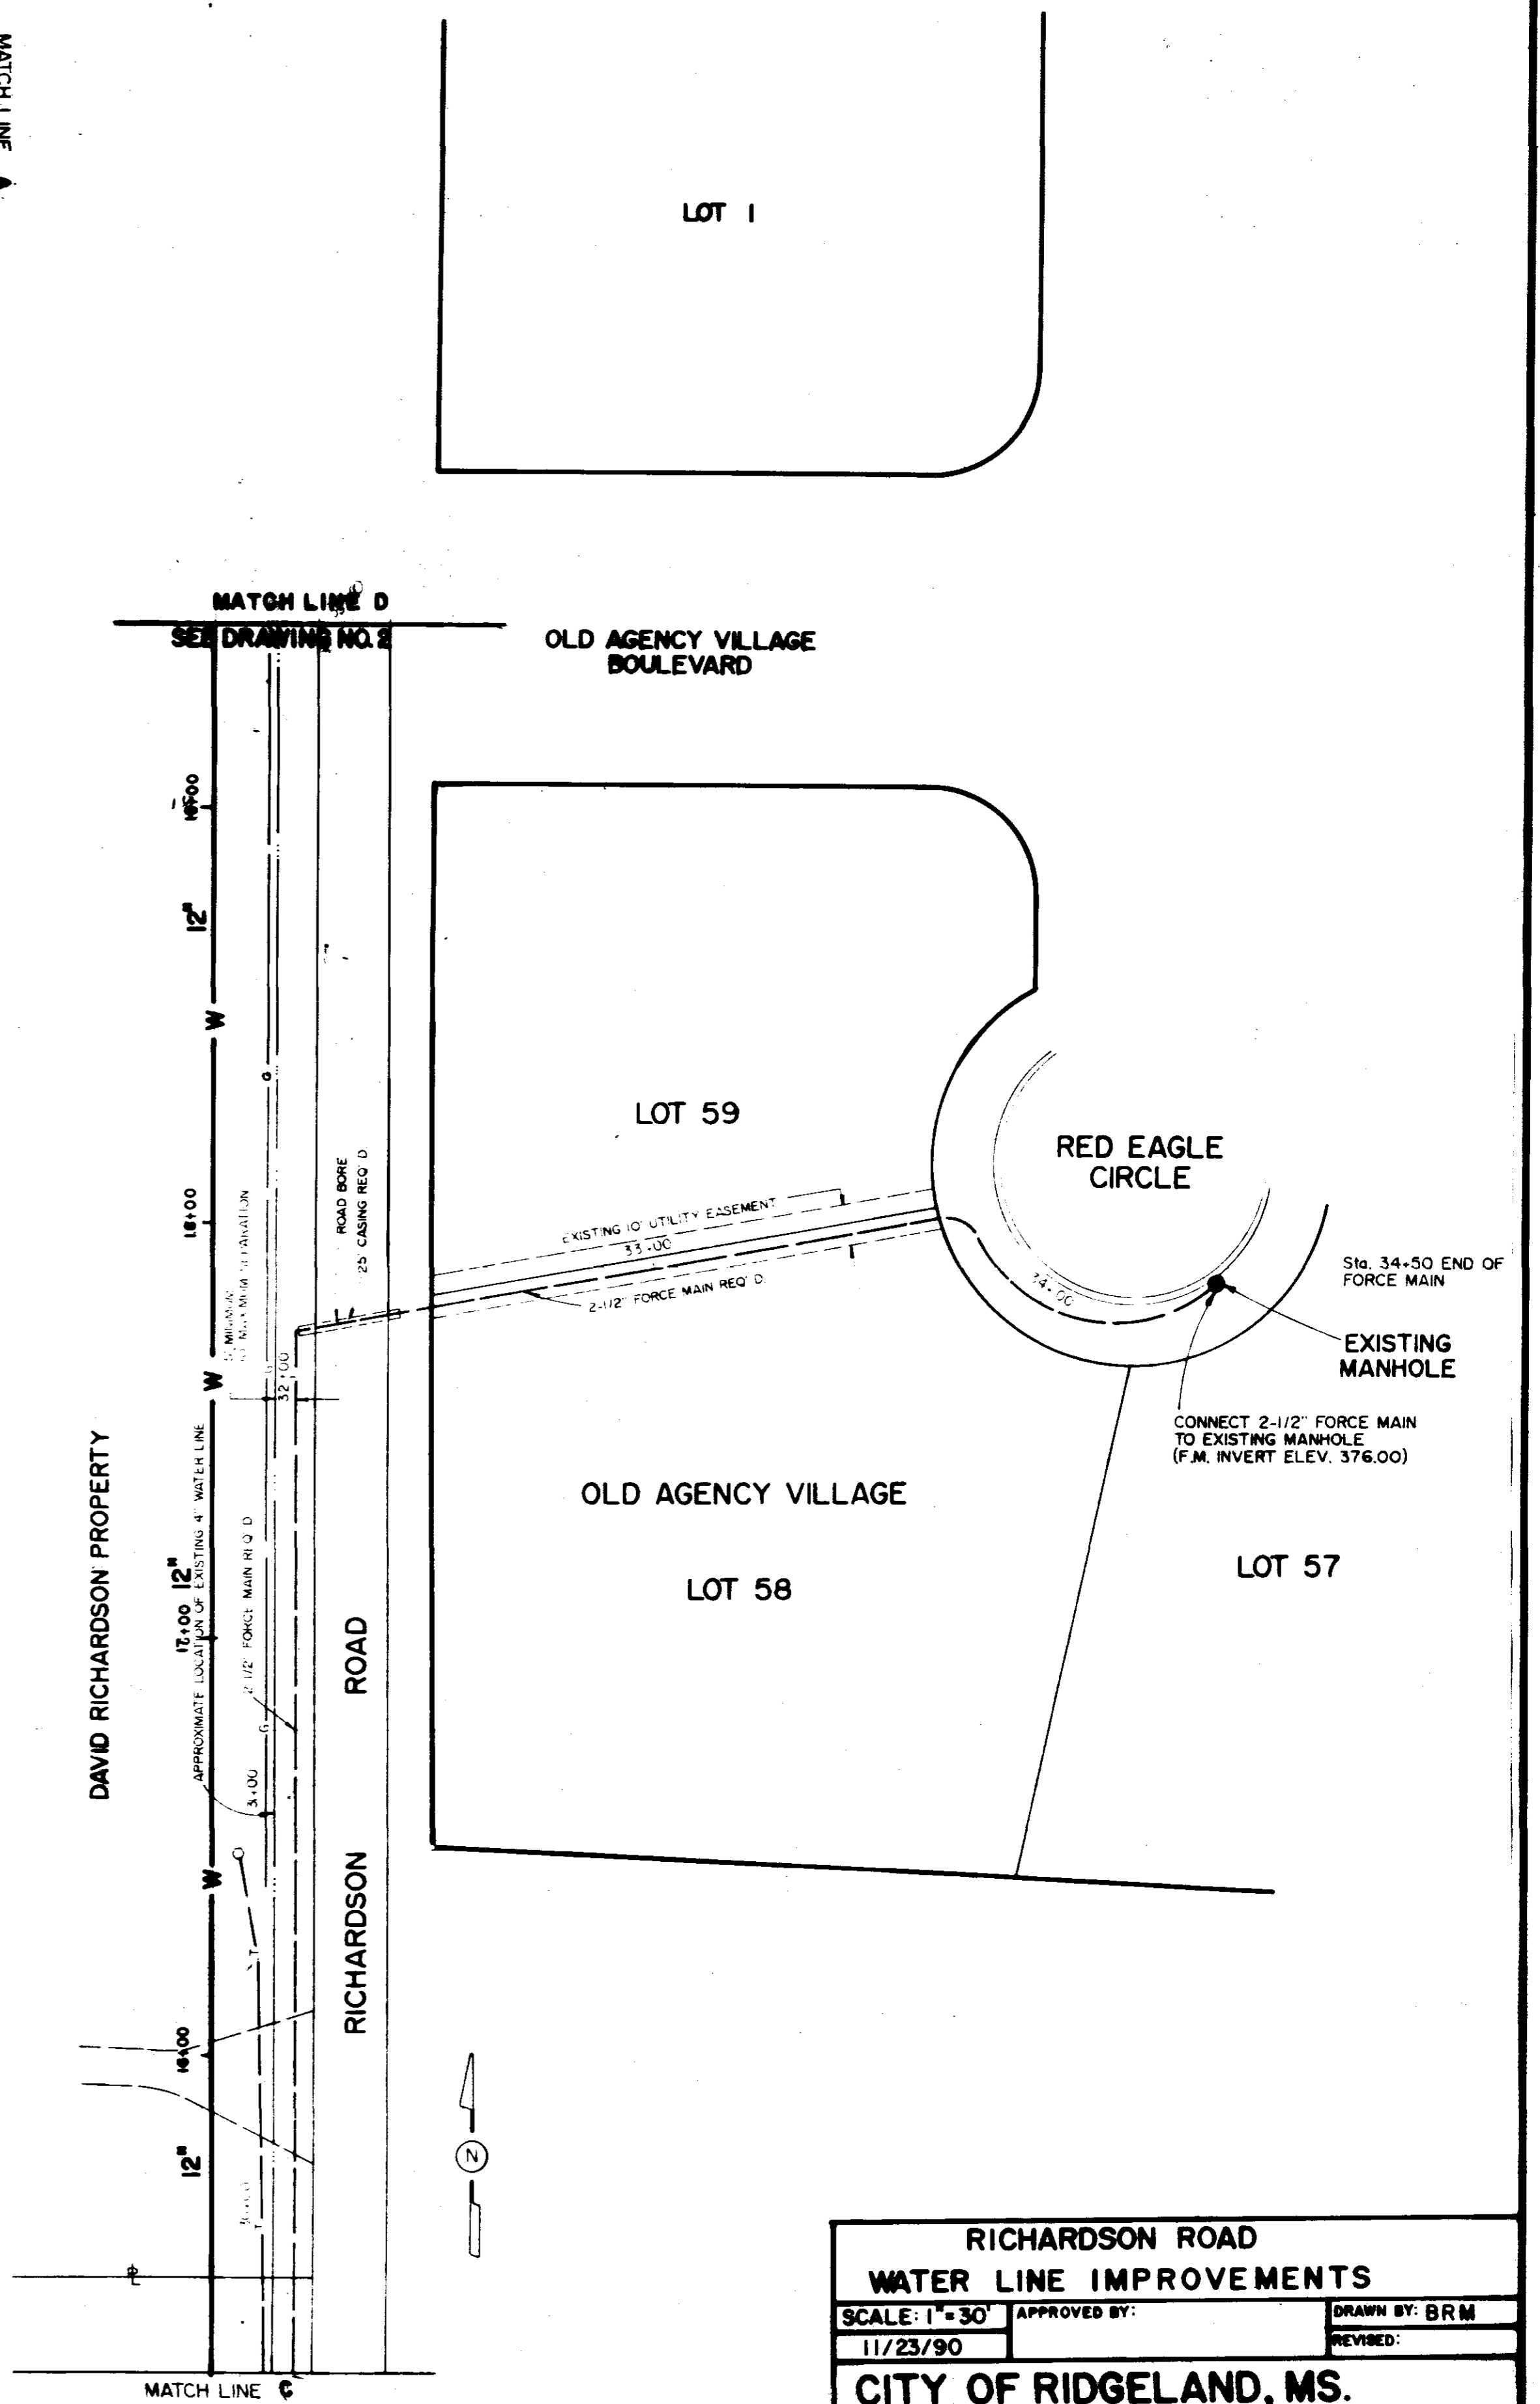 MATCH LINE A
LOT 1
MATCH LINE D
SEE DRAWING NO. 2
OLD AGENCY VILLAGE
BOULEVARD
12"
W
G
LOT 59
RED EAGLE
CIRCLE
18+00
ROAD BORE
25' CASING REQ'D.
EXISTING 10' UTILITY EASEMENT
33+00
2-1/2" FORCE MAIN REQ'D.
34+00
Sta. 34+50 END OF
FORCE MAIN
EXISTING
MANHOLE
CONNECT 2-1/2" FORCE MAIN
TO EXISTING MANHOLE
(F.M. INVERT ELEV. 376.00)
W
G
32+00
DAVID RICHARDSON PROPERTY
APPROXIMATE LOCATION OF EXISTING 4" WATER LINE
12"
17+00
2-1/2" FORCE MAIN REQ'D
OLD AGENCY VILLAGE
LOT 58
LOT 57
G
31+00
RICHARDSON ROAD
W
T
16+00
12"
T
N
MATCH LINE C
RICHARDSON ROAD
WATER LINE IMPROVEMENTS
SCALE: 1"=30'
APPROVED BY:
DRAWN BY: BRM
11/23/90
REVISED:
CITY OF RIDGELAND, MS.